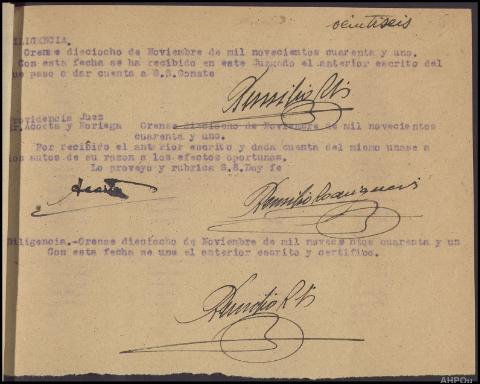 veintiseis
DILIGENCIA.
Orense dieciocho de Noviembre de mil novecientos cuarenta y uno.
Con esta fecha se ha recibido en este Juzgado el anterior escrito del
que paso a dar cuenta a S.S. Conste
Providencia Juez
Sr. Acosta y Noriega Orense dieciocho de Noviembre de mil novecientos
cuarenta y uno.
Por recibido el anterior escrito y dada cuenta del mismo unase a
los autos de su razon a los efectos oportunos.
Lo proveyo y rubrica S.S. Doy fe
Acosta
Diligencia.-Orense dieciocho de Noviembre de mil novecientos cuarenta y un
Con esta fecha se une el anterior escrito y certifico.
AHPOu